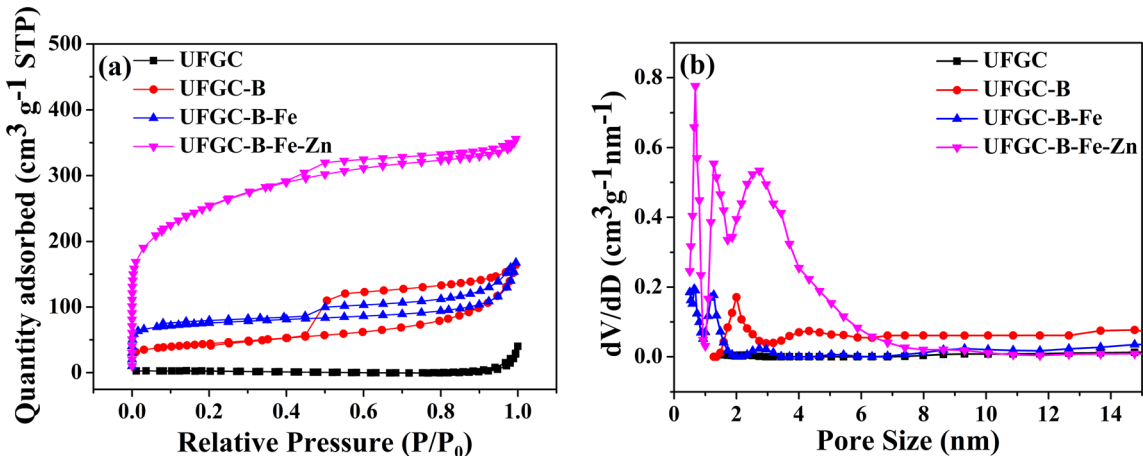 (a)
UFGC
UFGC-B
UFGC-B-Fe
UFGC-B-Fe-Zn
Quantity adsorbed (cm³ g⁻¹ STP)
500
400
300
200
100
0
0.0 0.2 0.4 0.6 0.8 1.0
Relative Pressure (P/P₀)
(b)
UFGC
UFGC-B
UFGC-B-Fe
UFGC-B-Fe-Zn
dV/dD (cm³g⁻¹nm⁻¹)
0.8
0.6
0.4
0.2
0.0
0 2 4 6 8 10 12 14
Pore Size (nm)